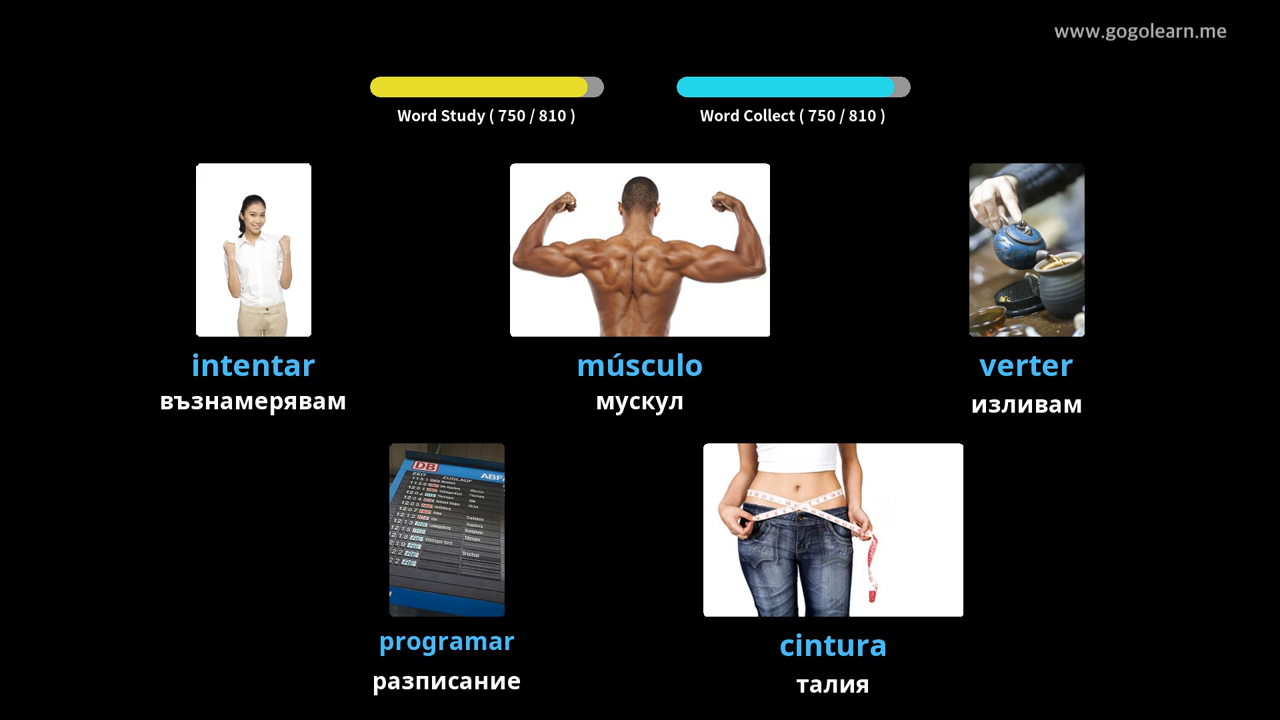 www.gogolearn.me
Word Study ( 750 / 810 )
Word Collect ( 750 / 810 )
intentar
възнамерявам
músculo
мускул
verter
изливам
DB
programar
разписание
cintura
талия